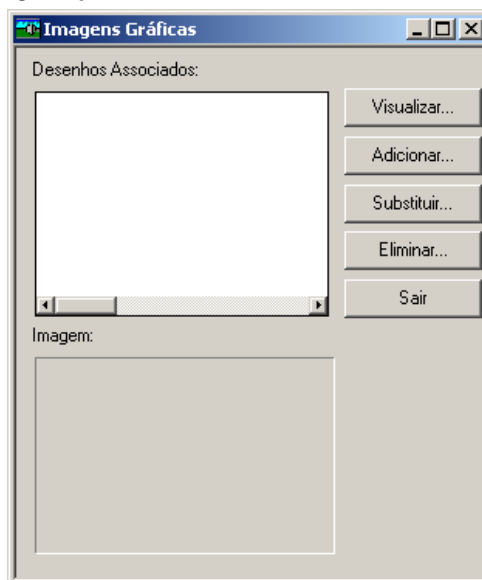 Imagens Gráficas
Desenhos Associados:
Visualizar...
Adicionar...
Substituir...
Eliminar...
Sair
Imagem: